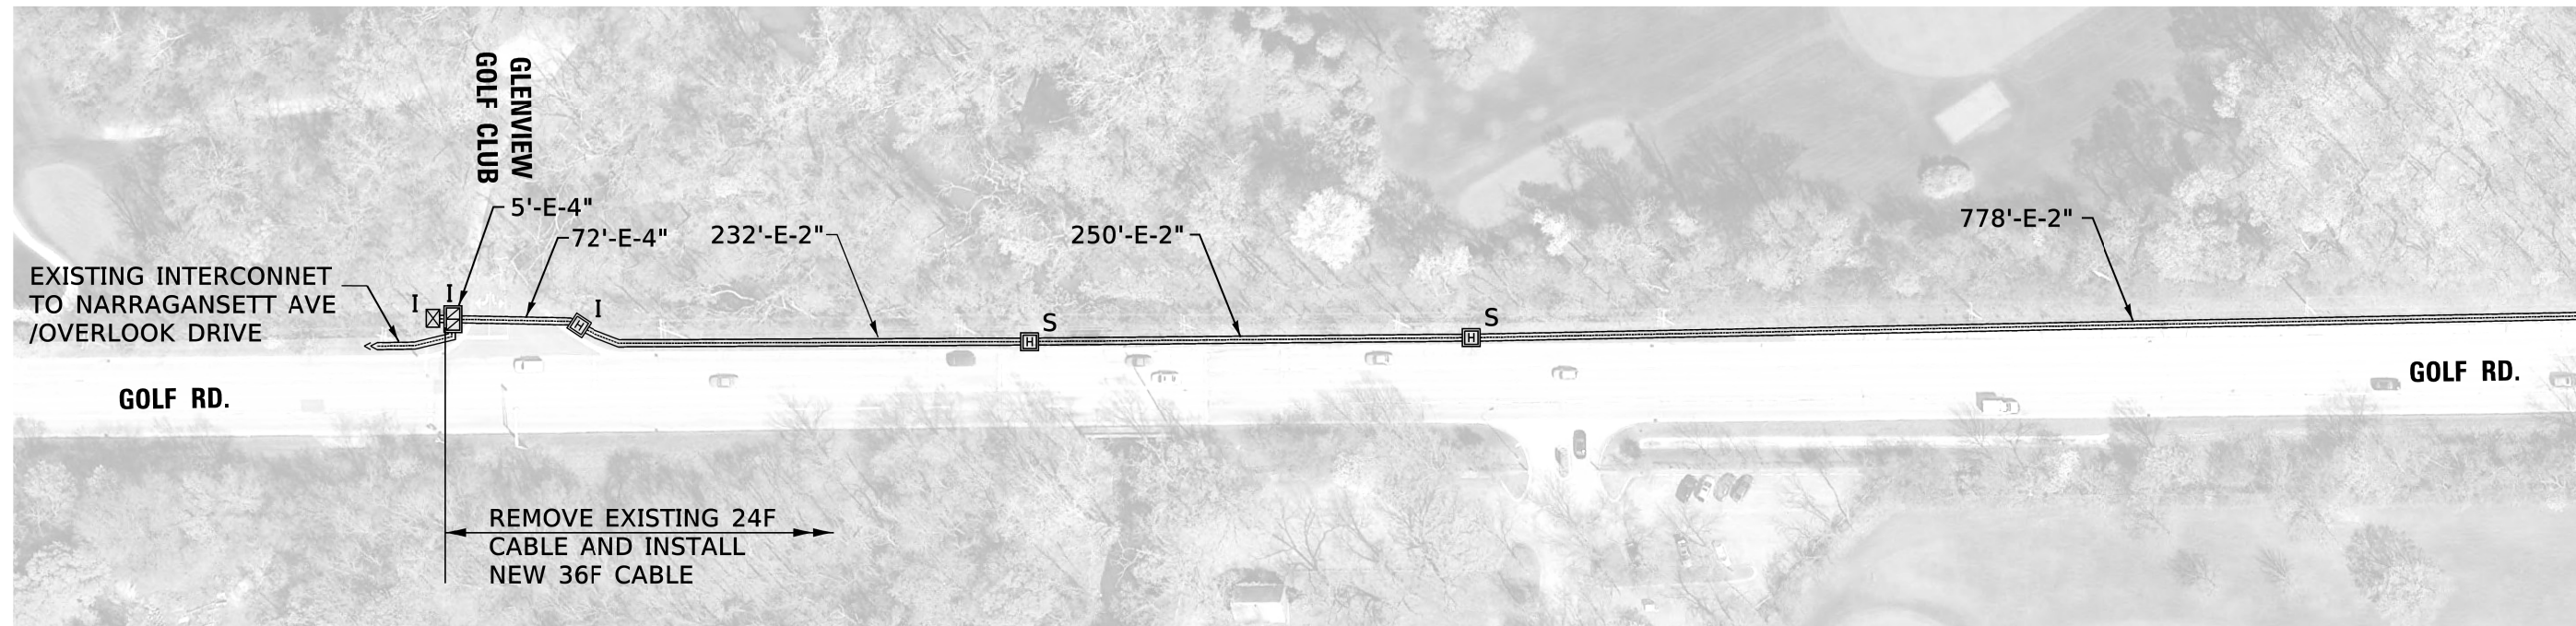 GLENVIEW
GOLF CLUB
5'-E-4"
72'-E-4"
232'-E-2"
250'-E-2"
778'-E-2"
EXISTING INTERCONNET
TO NARRAGANSETT AVE
/OVERLOOK DRIVE
I
I
I
H
S
H
S
H
GOLF RD.
GOLF RD.
REMOVE EXISTING 24F
CABLE AND INSTALL
NEW 36F CABLE